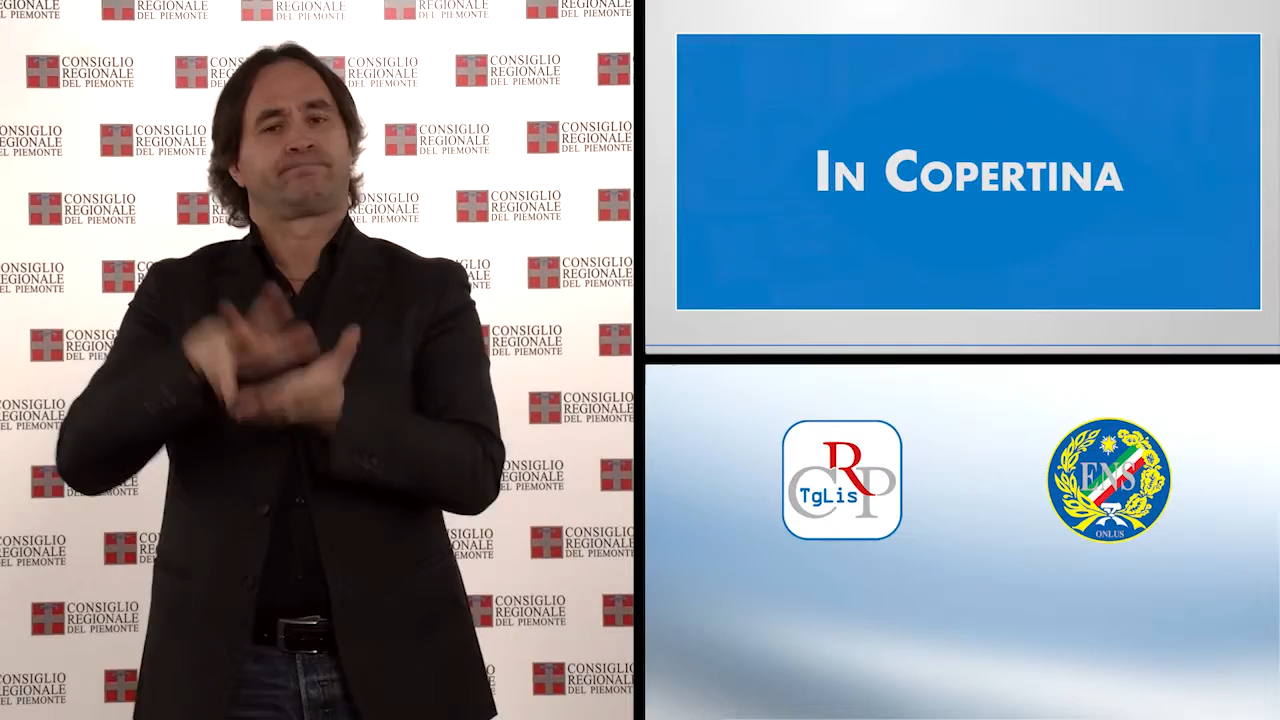 CONSIGLIO
REGIONALE
DEL PIEMONTE
IN COPERTINA
CRP
TgLis
ENS
ONLUS